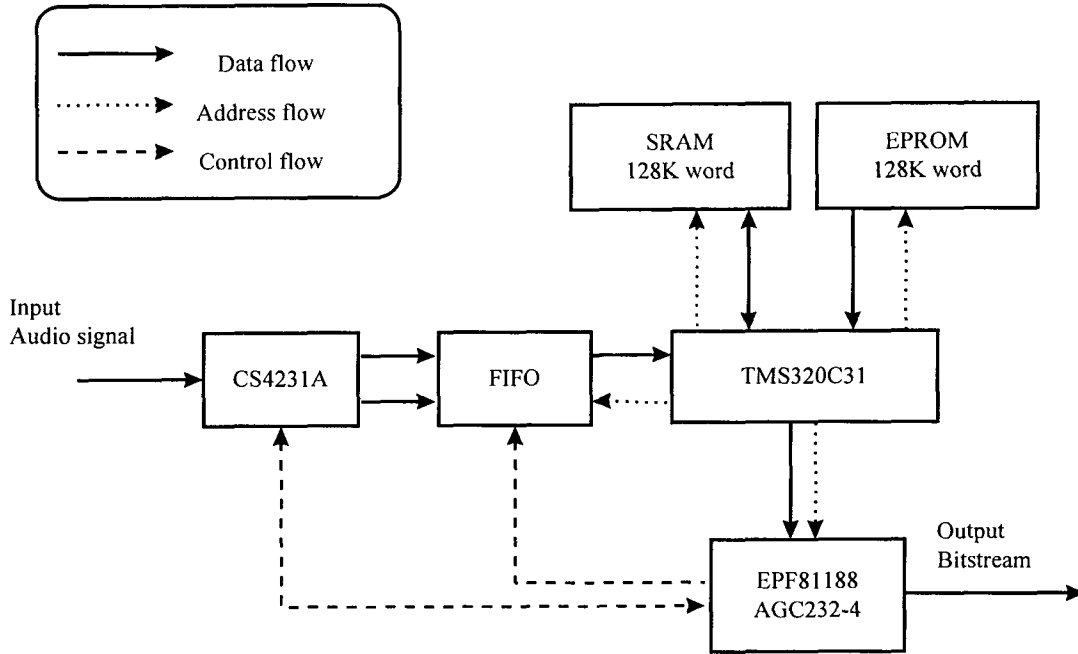 Data flow
Address flow
Control flow
SRAM
128K word
EPROM
128K word
Input
Audio signal
CS4231A
FIFO
TMS320C31
EPF81188
AGC232-4
Output
Bitstream